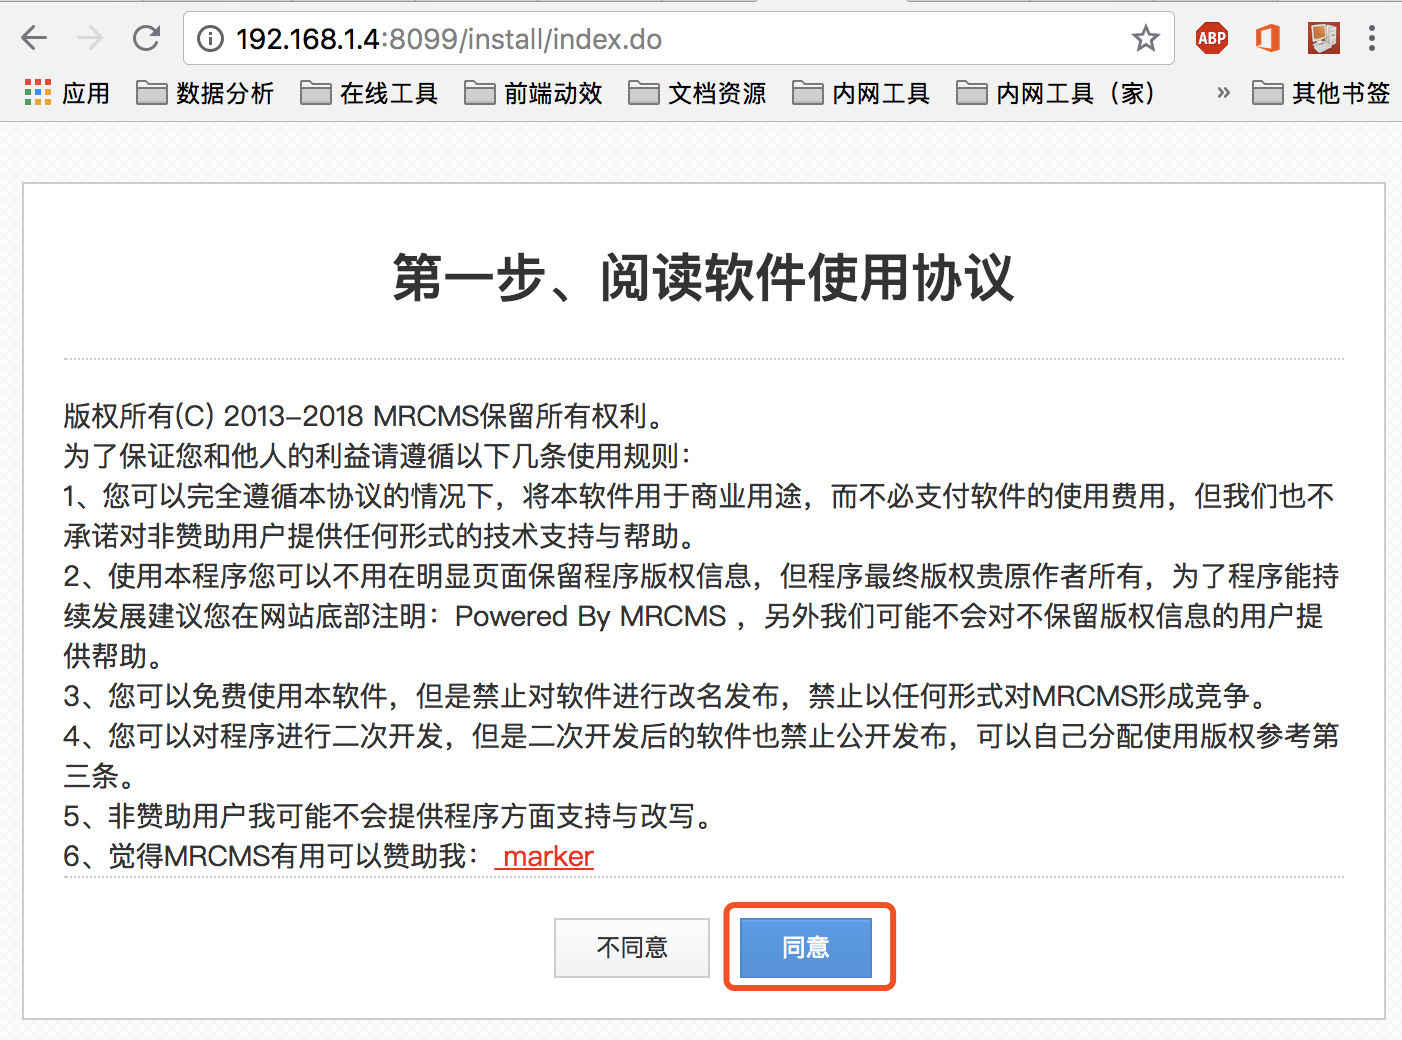 192.168.1.4:8099/install/index.do
ABP
应用 数据分析 在线工具 前端动效 文档资源 内网工具 内网工具（家） » 其他书签
第一步、阅读软件使用协议
版权所有(C) 2013-2018 MRCMS保留所有权利。
为了保证您和他人的利益请遵循以下几条使用规则：
1、您可以完全遵循本协议的情况下，将本软件用于商业用途，而不必支付软件的使用费用，但我们也不
承诺对非赞助用户提供任何形式的技术支持与帮助。
2、使用本程序您可以不用在明显页面保留程序版权信息，但程序最终版权贵原作者所有，为了程序能持
续发展建议您在网站底部注明：Powered By MRCMS ，另外我们可能不会对不保留版权信息的用户提
供帮助。
3、您可以免费使用本软件，但是禁止对软件进行改名发布，禁止以任何形式对MRCMS形成竞争。
4、您可以对程序进行二次开发，但是二次开发后的软件也禁止公开发布，可以自己分配使用版权参考第
三条。
5、非赞助用户我可能不会提供程序方面支持与改写。
6、觉得MRCMS有用可以赞助我： marker
不同意 同意